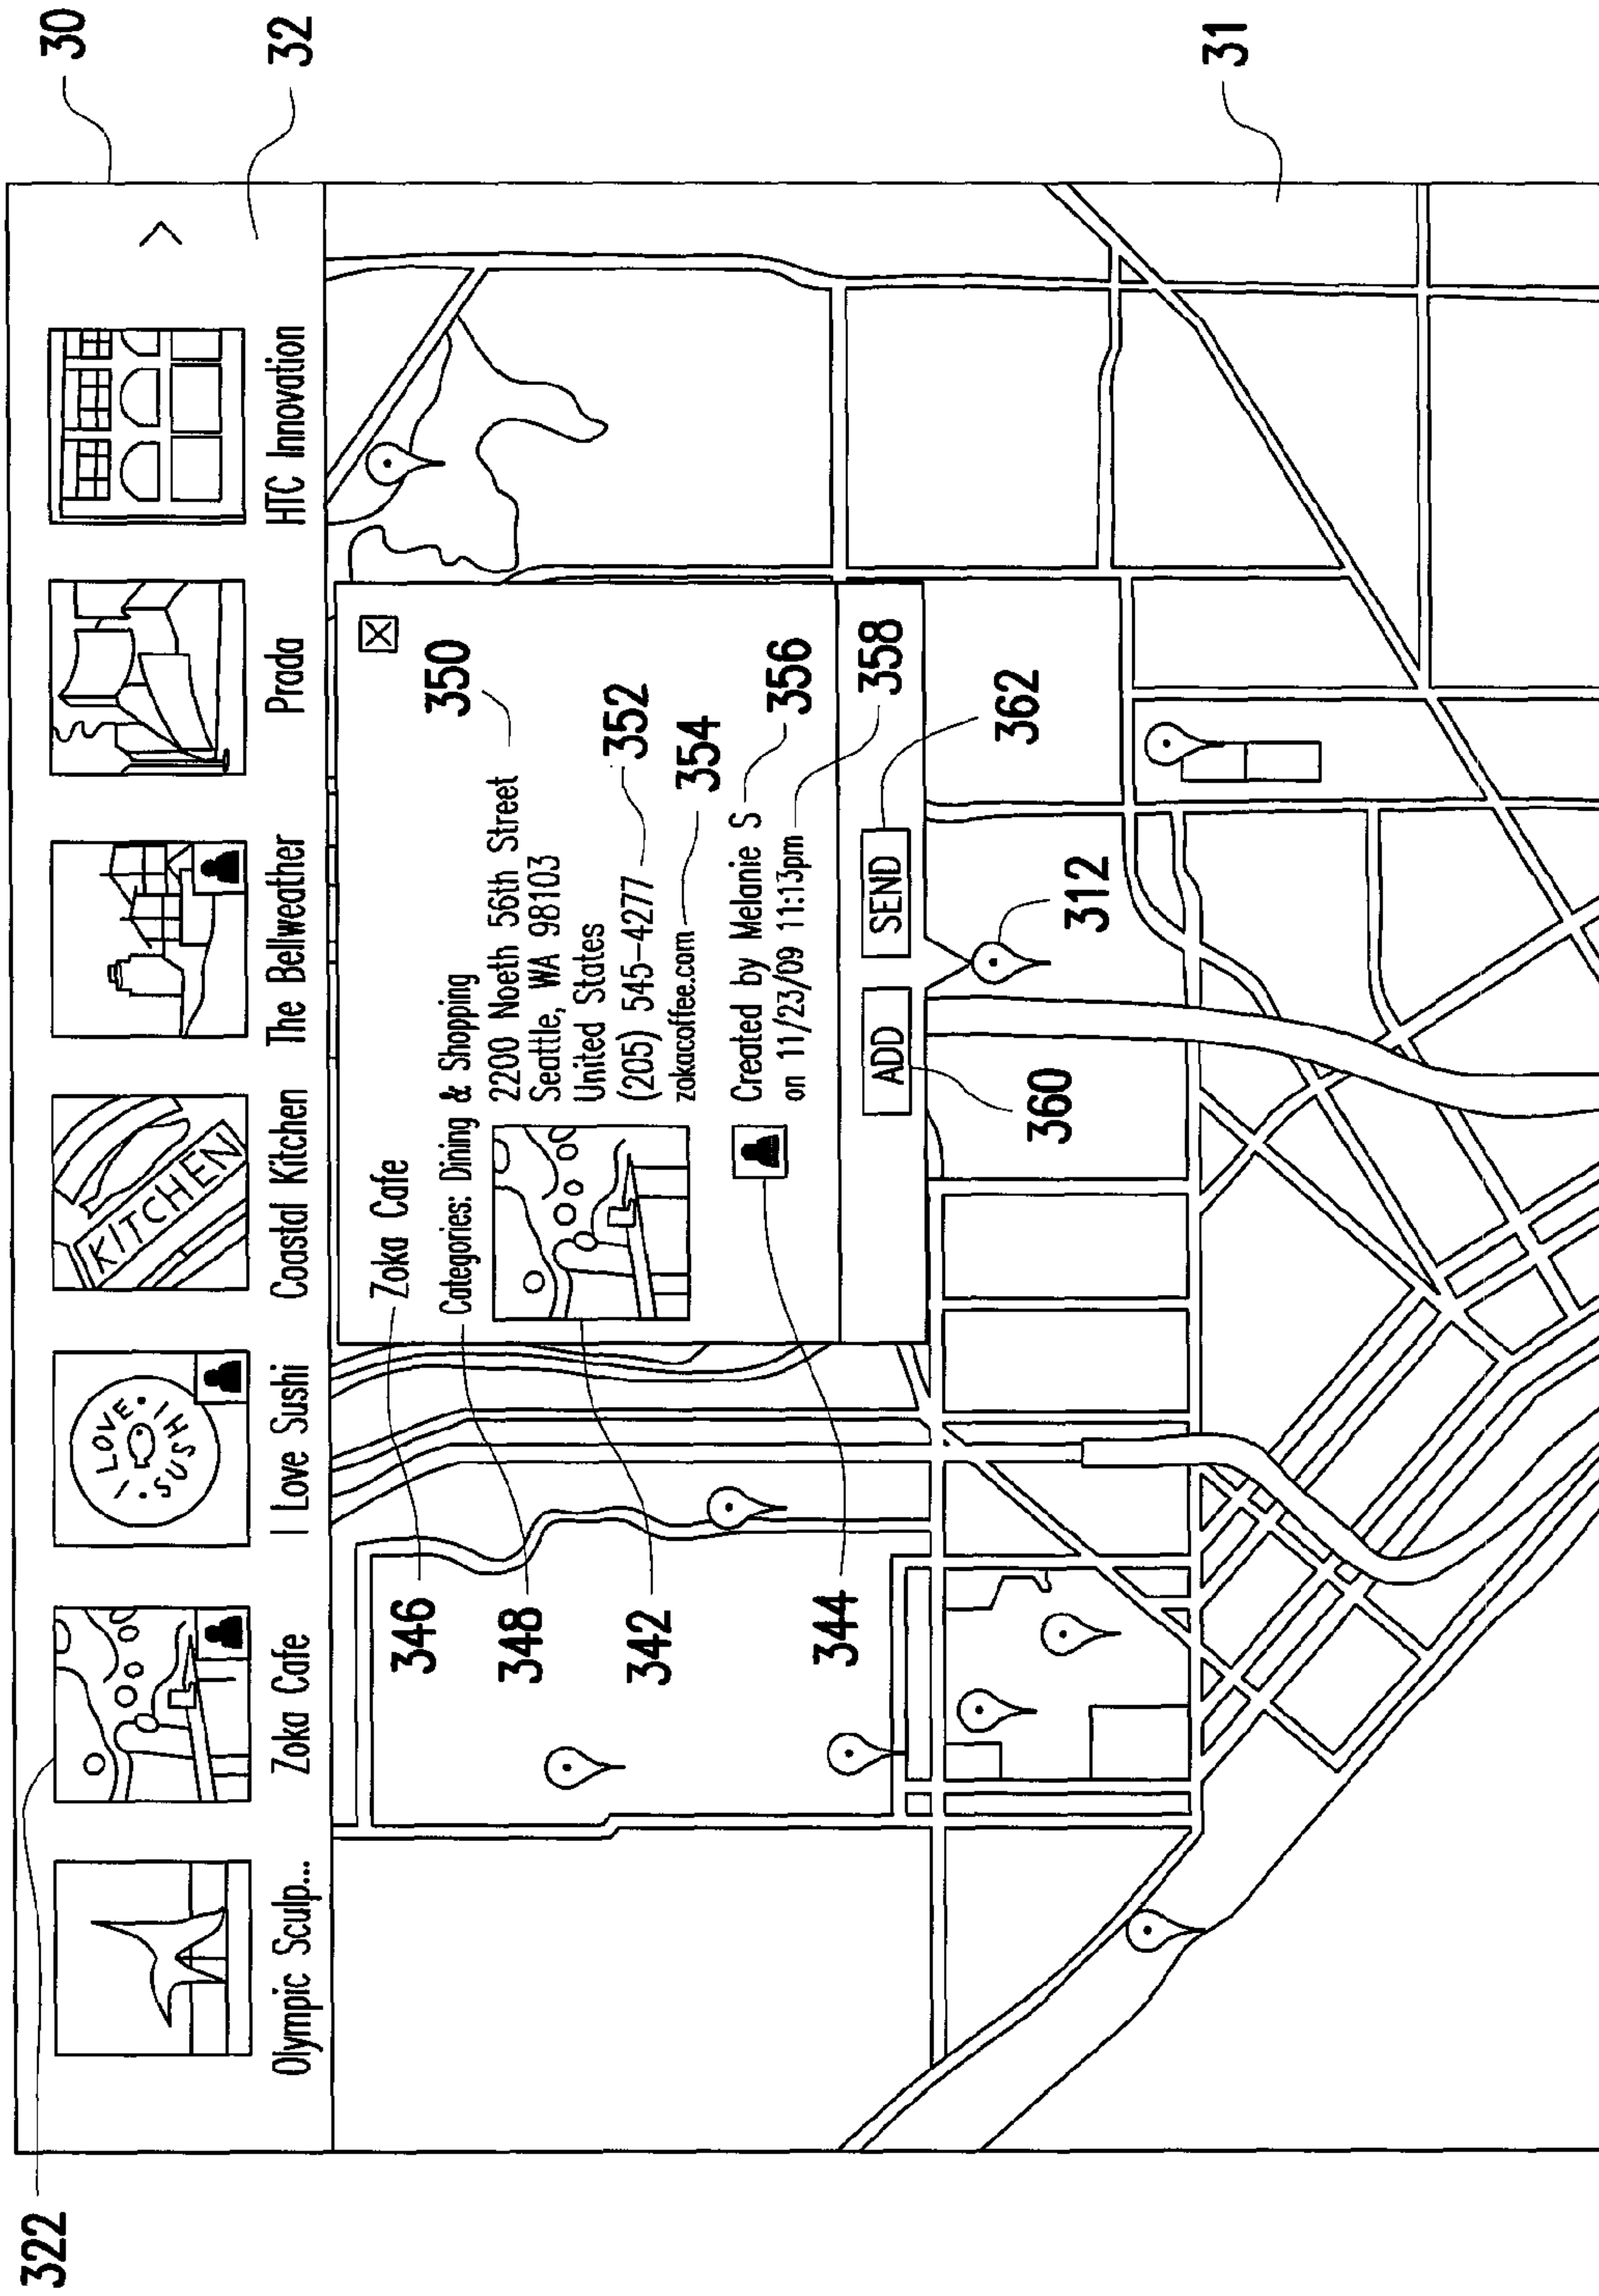 30
32
322
I LOVE
SUSHI
KITCHEN
Olympic Sculp...
Zoka Cafe
I Love Sushi
Coastal Kitchen
The Bellweather
Prada
HTC Innovation
346
Zoka Cafe
348
Categories: Dining & Shopping
350
342
2200 Noeth 56th Street
Seattle, WA 98103
United States
(205) 545-4277
352
zokacoffee.com
354
344
Created by Melanie S
356
on 11/23/09 11:13pm
358
ADD
SEND
360
362
312
31